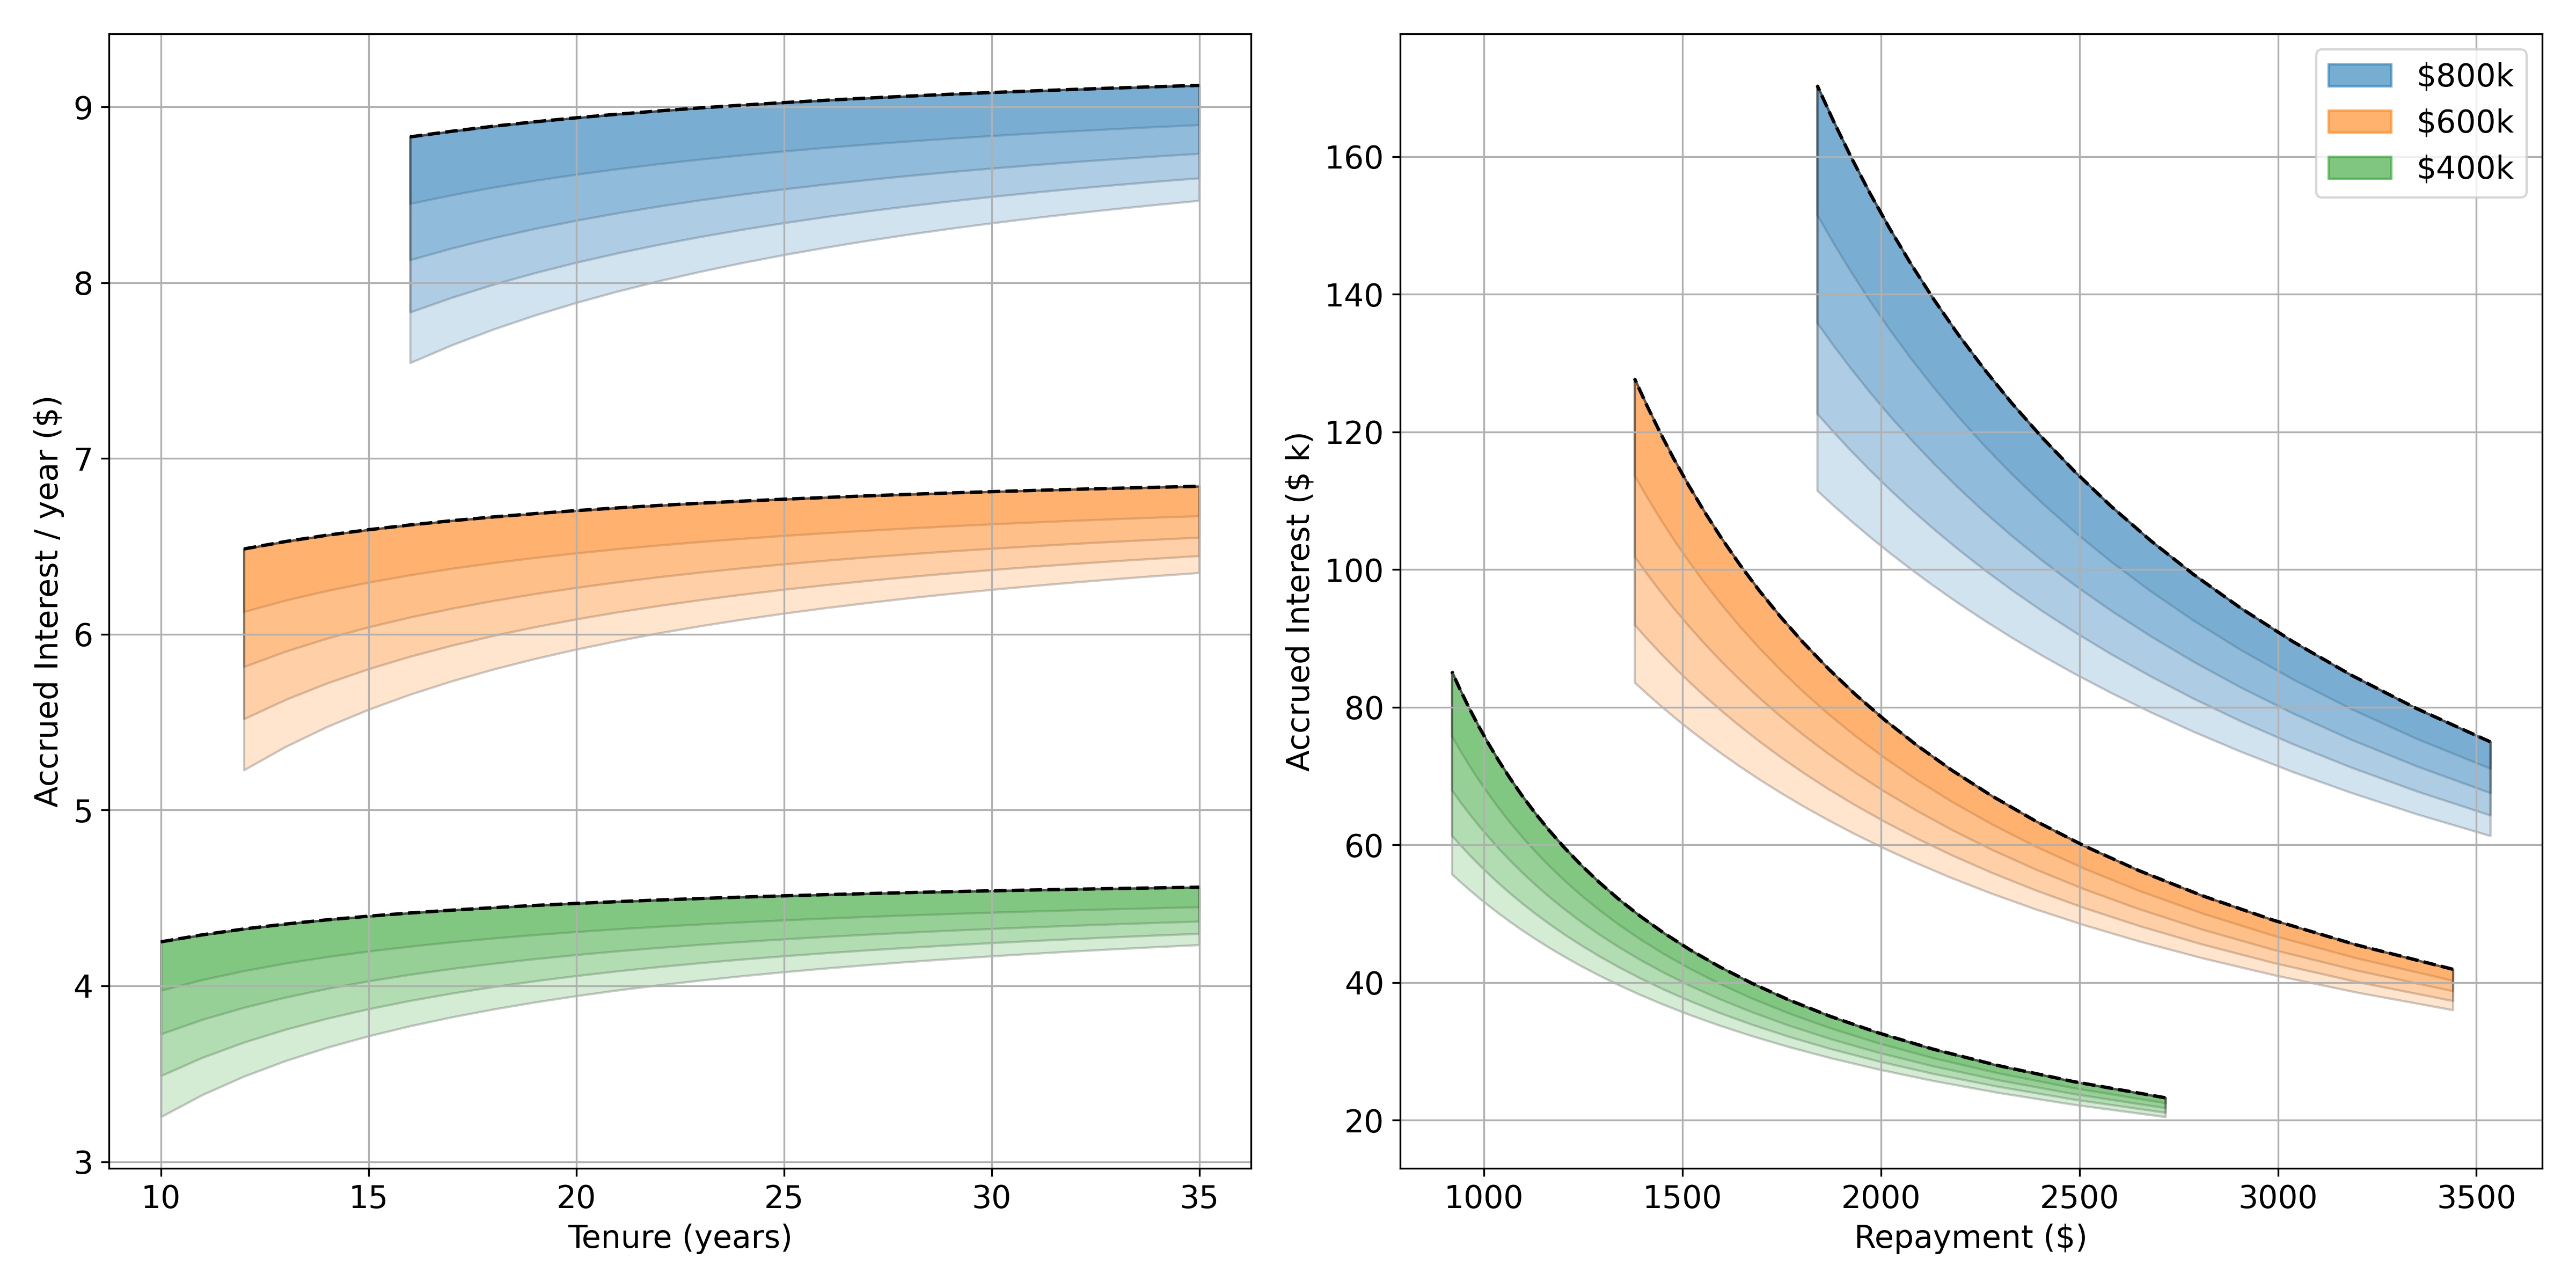 Accrued Interest / year ($)
9
8
7
6
5
4
3
10 15 20 25 30 35
Tenure (years)
Accrued Interest ($ k)
160
140
120
100
80
60
40
20
1000 1500 2000 2500 3000 3500
Repayment ($)
$800k
$600k
$400k